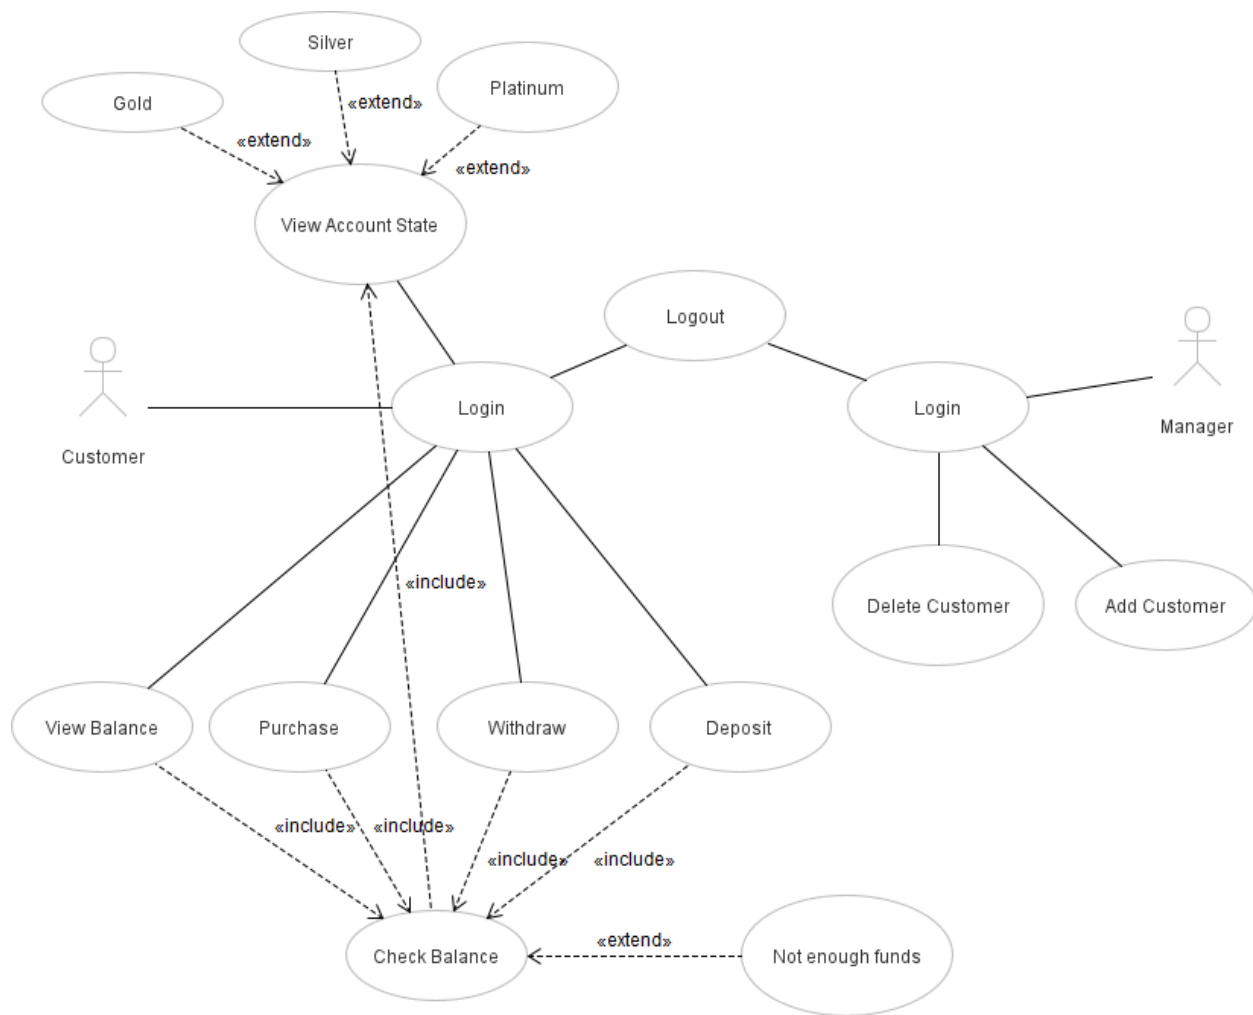 Silver
Gold
«extend»
Platinum
«extend»
«extend»
View Account State
Logout
Login
Login
Customer
Manager
«include»
Delete Customer
Add Customer
View Balance
Purchase
Withdraw
Deposit
«include»
«include»
«include»
«include»
«extend»
Check Balance
Not enough funds